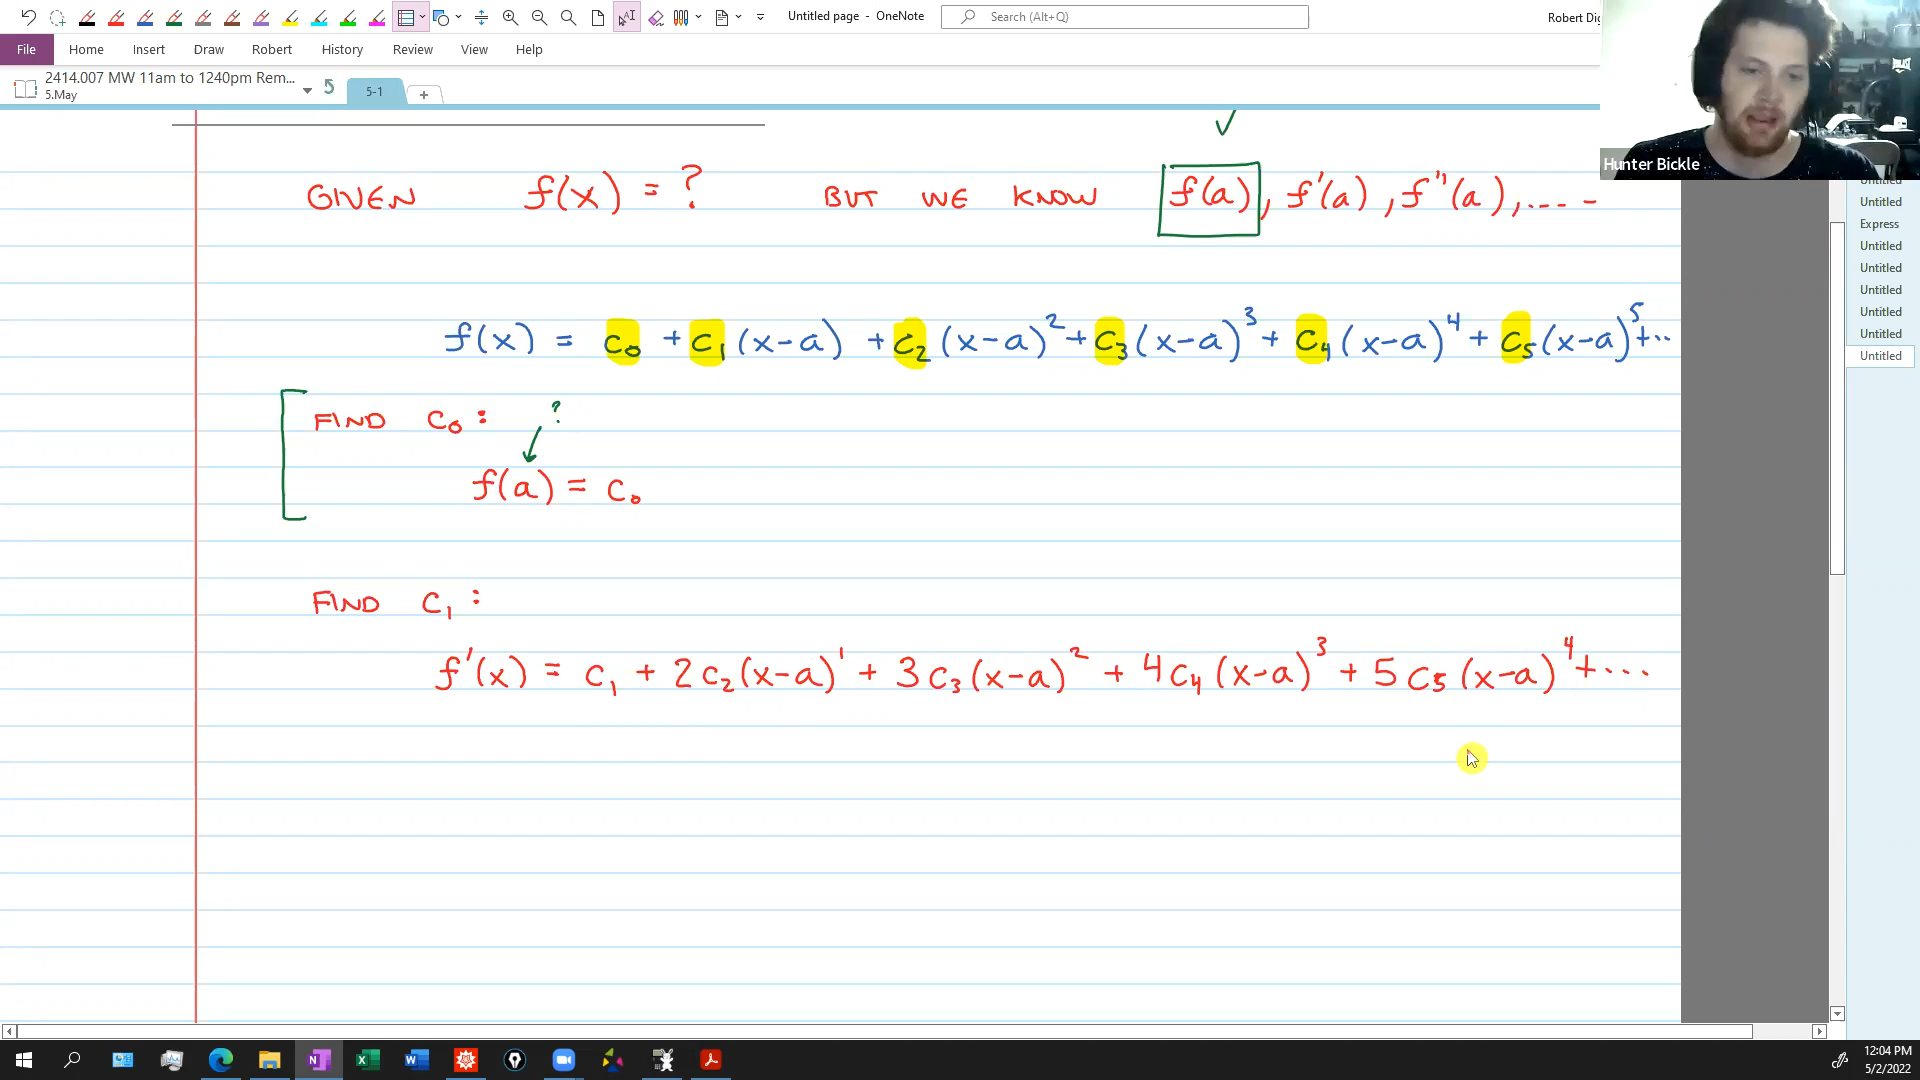 Untitled page - OneNote
Search (Alt+Q)
Robert Dig
File Home Insert Draw Robert History Review View Help
2414.007 MW 11am to 1240pm Rem...
5.May
5-1
Hunter Bickle
GIVEN f(x) = ? BUT WE KNOW f(a), f'(a), f''(a), ....-
f(x) = c₀ + c₁(x-a) + c₂(x-a)² + c₃(x-a)³ + c₄(x-a)⁴ + c₅(x-a)⁵ + ..
FIND c₀ : ?
f(a) = c₀
FIND c₁ :
f'(x) = c₁ + 2c₂(x-a)¹ + 3c₃(x-a)² + 4c₄(x-a)³ + 5c₅(x-a)⁴ + ...
Untitled
Express
Untitled
Untitled
Untitled
Untitled
Untitled
Untitled
12:04 PM
5/2/2022